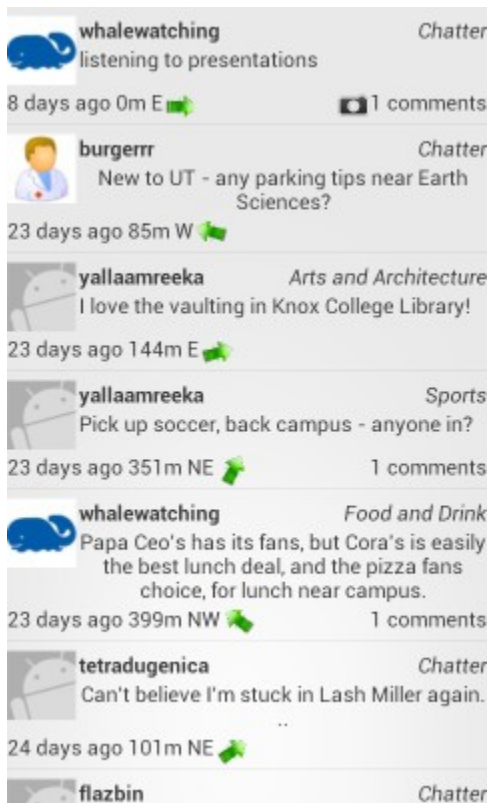 whalewatching Chatter
listening to presentations
8 days ago 0m E 1 comments
burgerrr Chatter
New to UT - any parking tips near Earth
Sciences?
23 days ago 85m W
yallaamreeka Arts and Architecture
I love the vaulting in Knox College Library!
23 days ago 144m E
yallaamreeka Sports
Pick up soccer, back campus - anyone in?
23 days ago 351m NE 1 comments
whalewatching Food and Drink
Papa Ceo's has its fans, but Cora's is easily
the best lunch deal, and the pizza fans
choice, for lunch near campus.
23 days ago 399m NW 1 comments
tetradugenica Chatter
Can't believe I'm stuck in Lash Miller again.
..
24 days ago 101m NE
flazbin Chatter